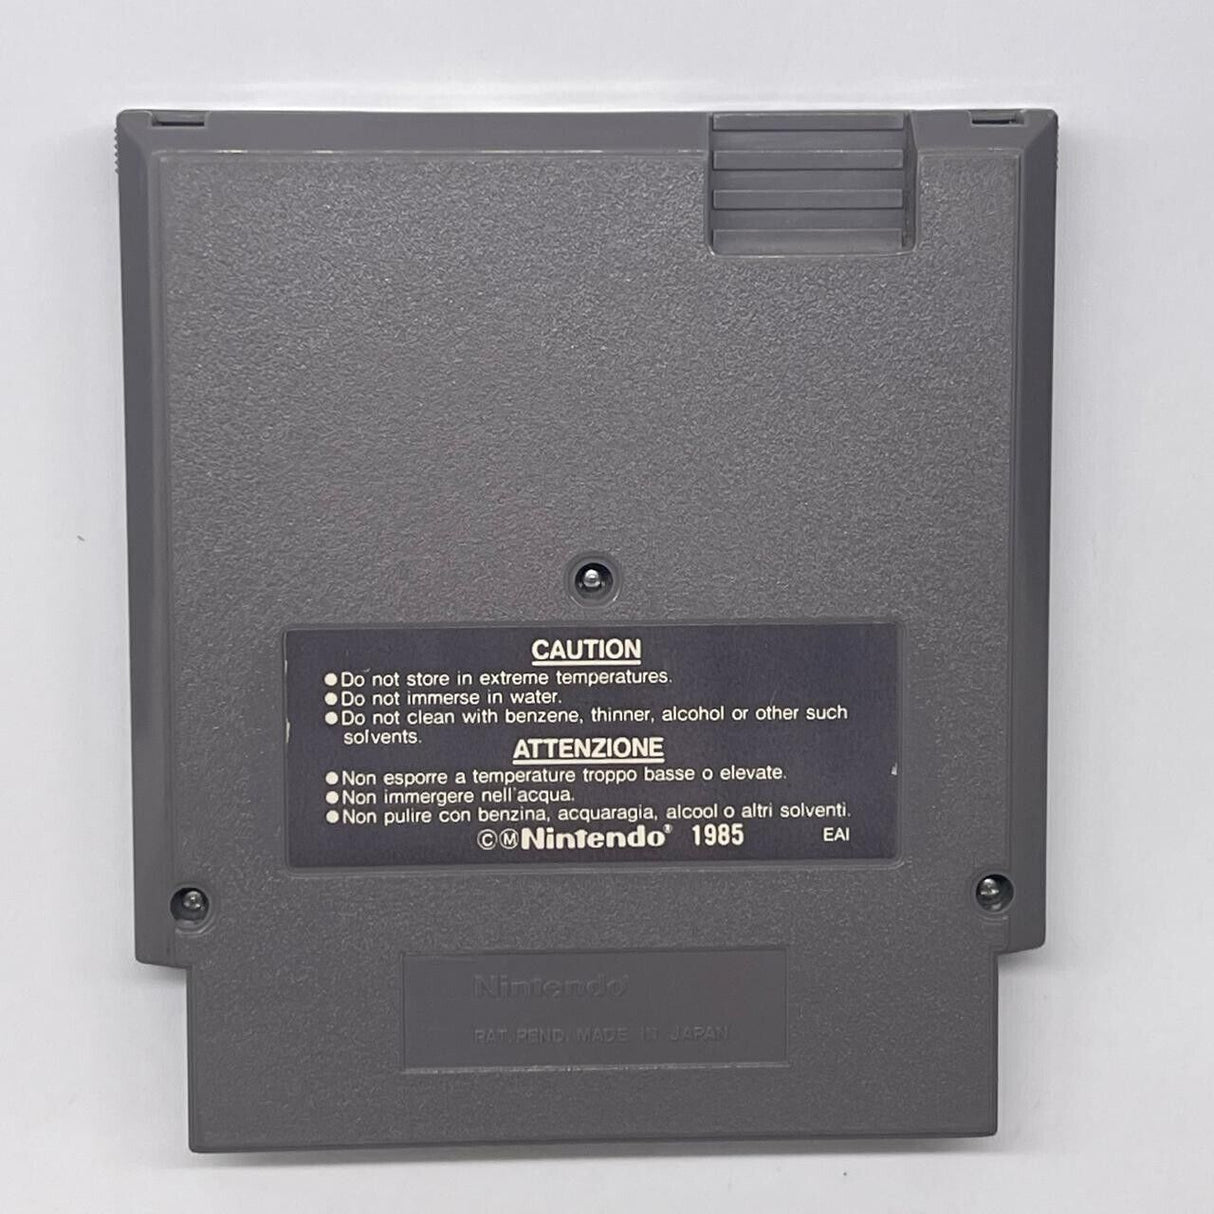 CAUTION
●Do not store in extreme temperatures.
●Do not immerse in water.
●Do not clean with benzene, thinner, alcohol or other such
solvents.
ATTENZIONE
●Non esporre a temperature troppo basse o elevate.
●Non immergere nell'acqua.
●Non pulire con benzina, acquaragia, alcool o altri solventi.
ⒸⓂNintendo® 1985 EAI
Nintendo®
PAT. PEND. MADE IN JAPAN